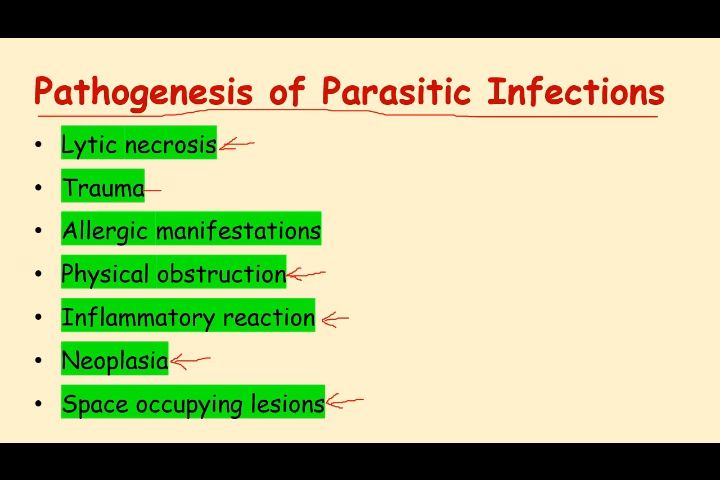 Pathogenesis of Parasitic Infections
• Lytic necrosis
• Trauma
• Allergic manifestations
• Physical obstruction
• Inflammatory reaction
• Neoplasia
• Space occupying lesions